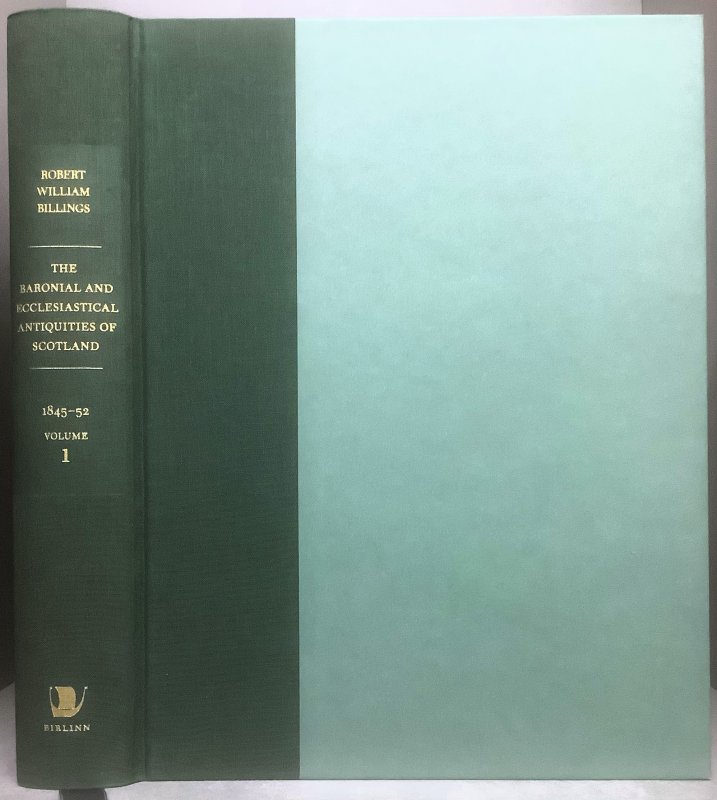 ROBERT
WILLIAM
BILLINGS
THE
BARONIAL AND
ECCLESIASTICAL
ANTIQUITIES OF
SCOTLAND
1845–52
VOLUME
1
BIRLINN